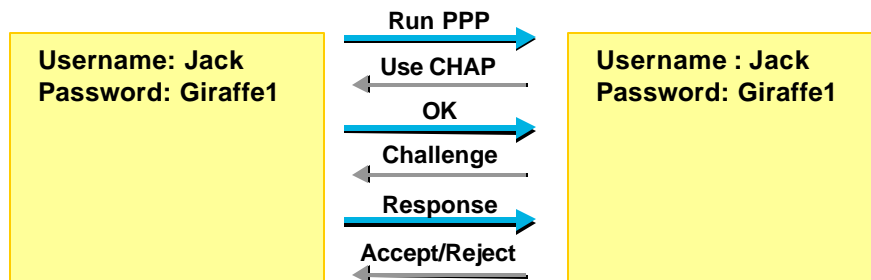 Run PPP
Username: Jack
Password: Giraffe1
Use CHAP
OK
Challenge
Response
Accept/Reject
Username : Jack
Password: Giraffe1